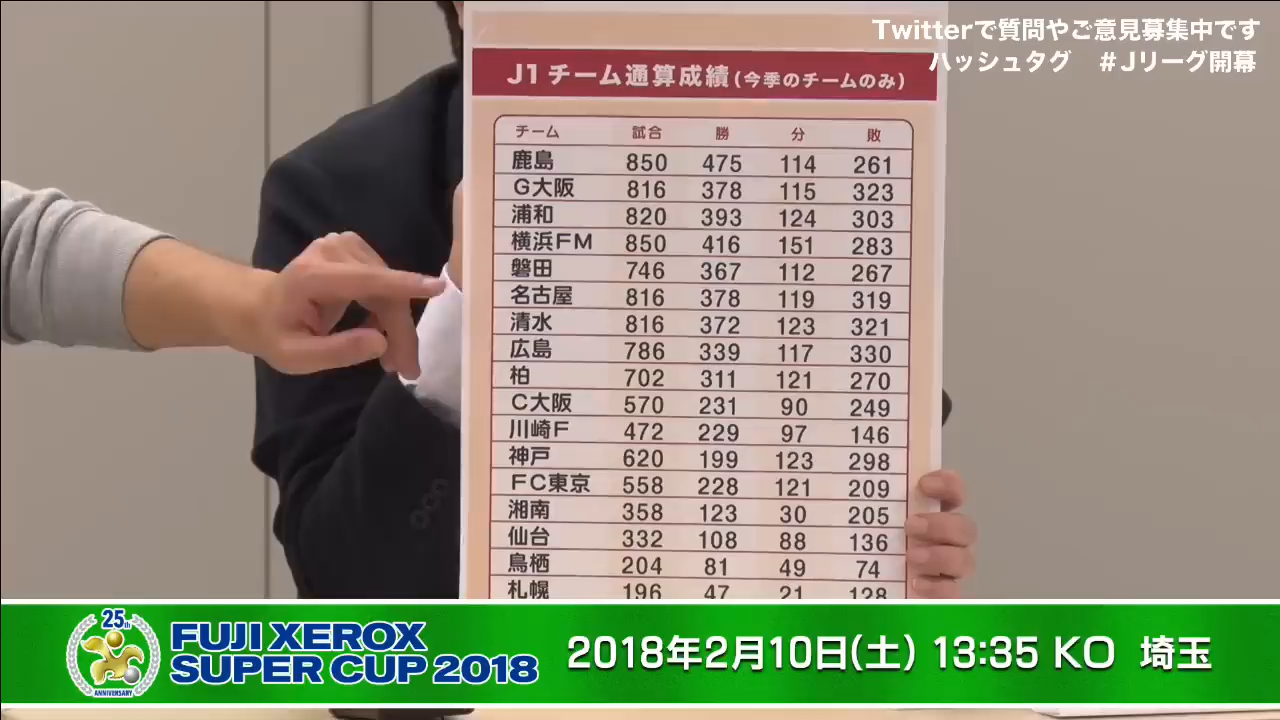 Twitterで質問やご意見募集中です
ハッシュタグ #Jリーグ開幕
J1チーム通算成績(今季のチームのみ)
チーム 試合 勝 分 敗
鹿島 850 475 114 261
G大阪 816 378 115 323
浦和 820 393 124 303
横浜FM 850 416 151 283
磐田 746 367 112 267
名古屋 816 378 119 319
清水 816 372 123 321
広島 786 339 117 330
柏 702 311 121 270
C大阪 570 231 90 249
川崎F 472 229 97 146
神戸 620 199 123 298
FC東京 558 228 121 209
湘南 358 123 30 205
仙台 332 108 88 136
鳥栖 204 81 49 74
札幌 196 47 21 128
25th
ANNIVERSARY
FUJI XEROX
SUPER CUP 2018
2018年2月10日(土) 13:35 KO 埼玉